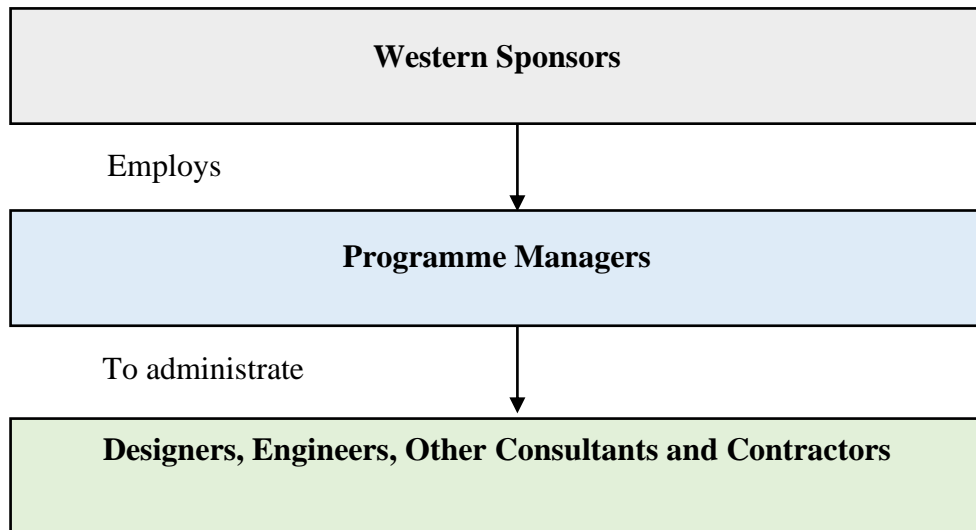 Western Sponsors
Employs
Programme Managers
To administrate
Designers, Engineers, Other Consultants and Contractors